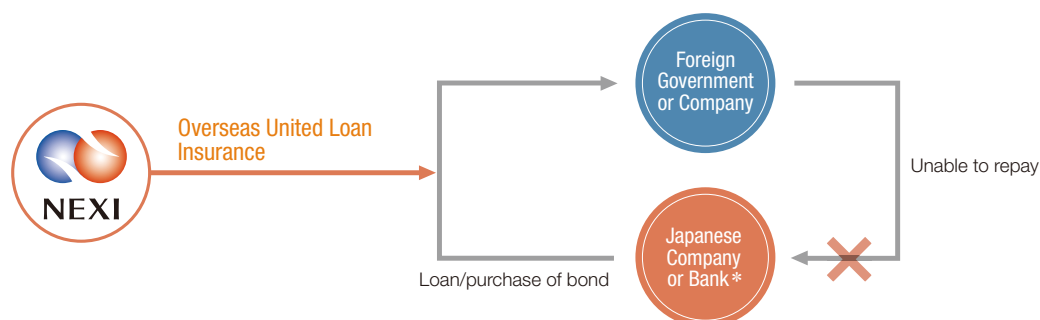 NEXI
Overseas United Loan
Insurance
Foreign
Government
or Company
Unable to repay
Japanese
Company
or Bank*
Loan/purchase of bond